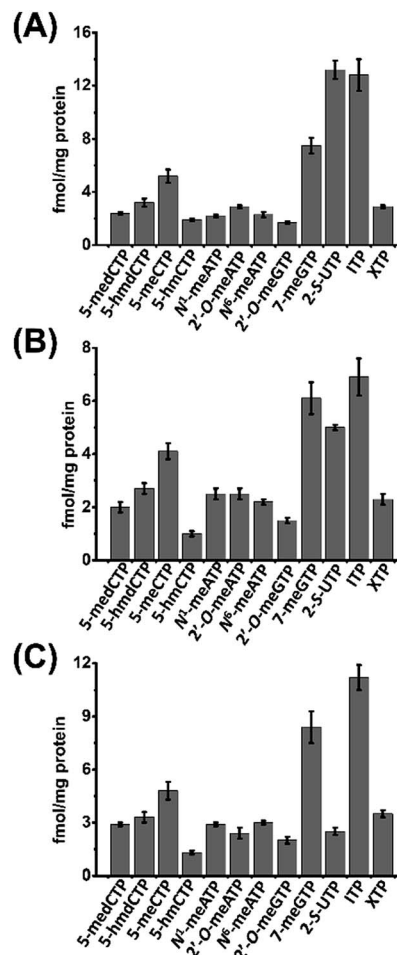 (A)
fmol/mg protein
16
12
8
4
0
5-medCTP
5-hmdCTP
5-meCTP
5-hmCTP
N¹-meATP
2'-O-meATP
N⁶-meATP
2'-O-meGTP
7-meGTP
2-S-UTP
ITP
XTP
(B)
fmol/mg protein
8
6
4
2
0
5-medCTP
5-hmdCTP
5-meCTP
5-hmCTP
N¹-meATP
2'-O-meATP
N⁶-meATP
2'-O-meGTP
7-meGTP
2-S-UTP
ITP
XTP
(C)
fmol/mg protein
12
9
6
3
0
5-medCTP
5-hmdCTP
5-meCTP
5-hmCTP
N¹-meATP
2'-O-meATP
N⁶-meATP
2'-O-meGTP
7-meGTP
2-S-UTP
ITP
XTP